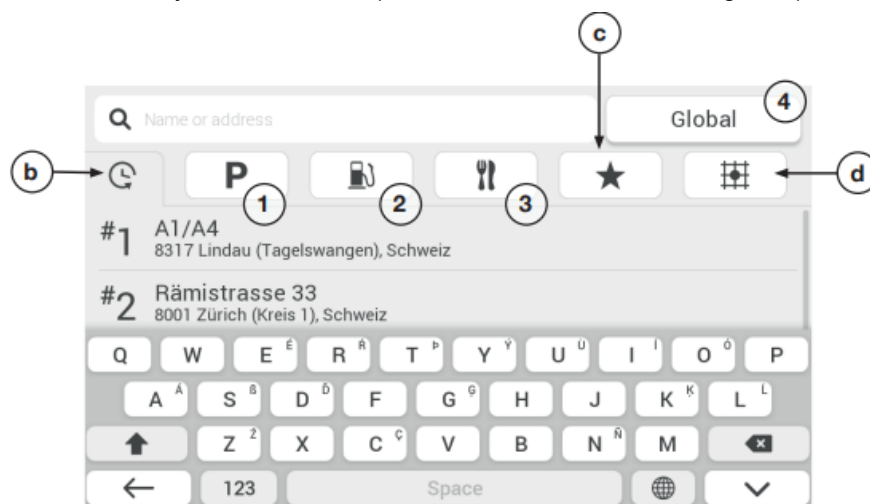 c
Name or address
Global
4
b
P
1
2
3
d
#1 A1/A4
8317 Lindau (Tagelswangen), Schweiz
#2 Rämistrasse 33
8001 Zürich (Kreis 1), Schweiz
Q W E É R Ŕ T Þ Y Ý U Ü I Í O Ó P
A Á S ß D Ď F G Ģ H J K Ķ L Ĺ
Z Ž X C Ç V B N Ñ M
123 Space